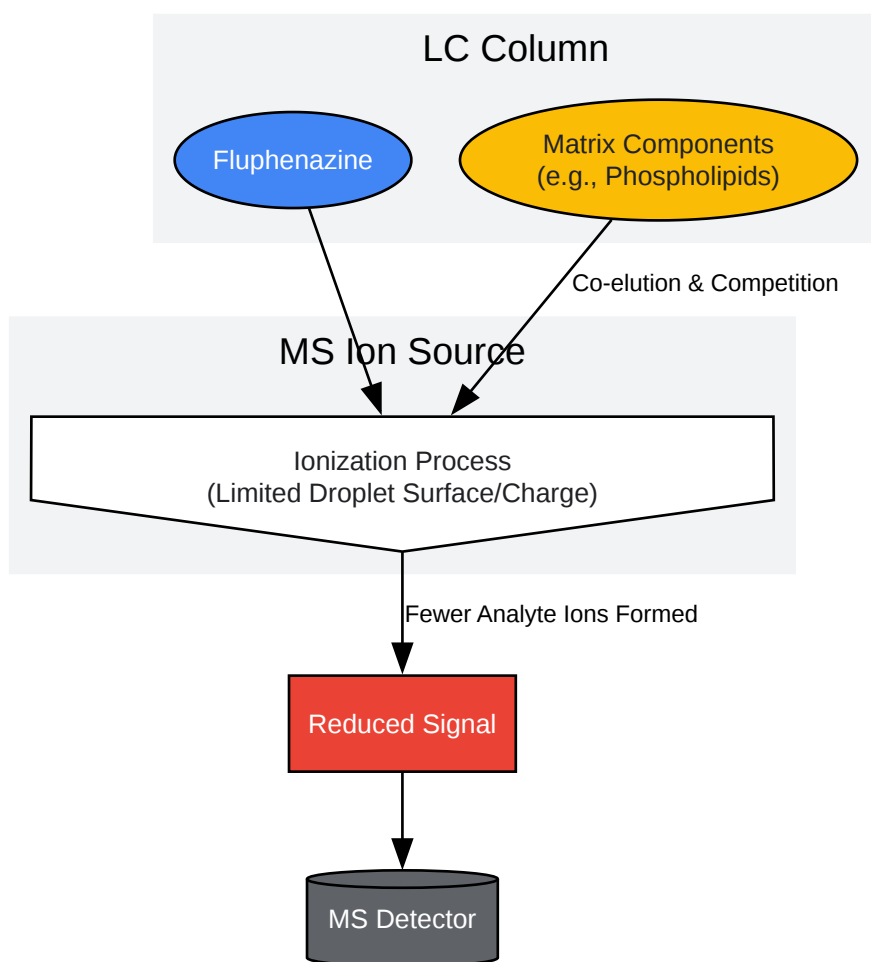 LC Column
Fluphenazine
Matrix Components
(e.g., Phospholipids)
Co-elution & Competition
MS Ion Source
Ionization Process
(Limited Droplet Surface/Charge)
Fewer Analyte Ions Formed
Reduced Signal
MS Detector